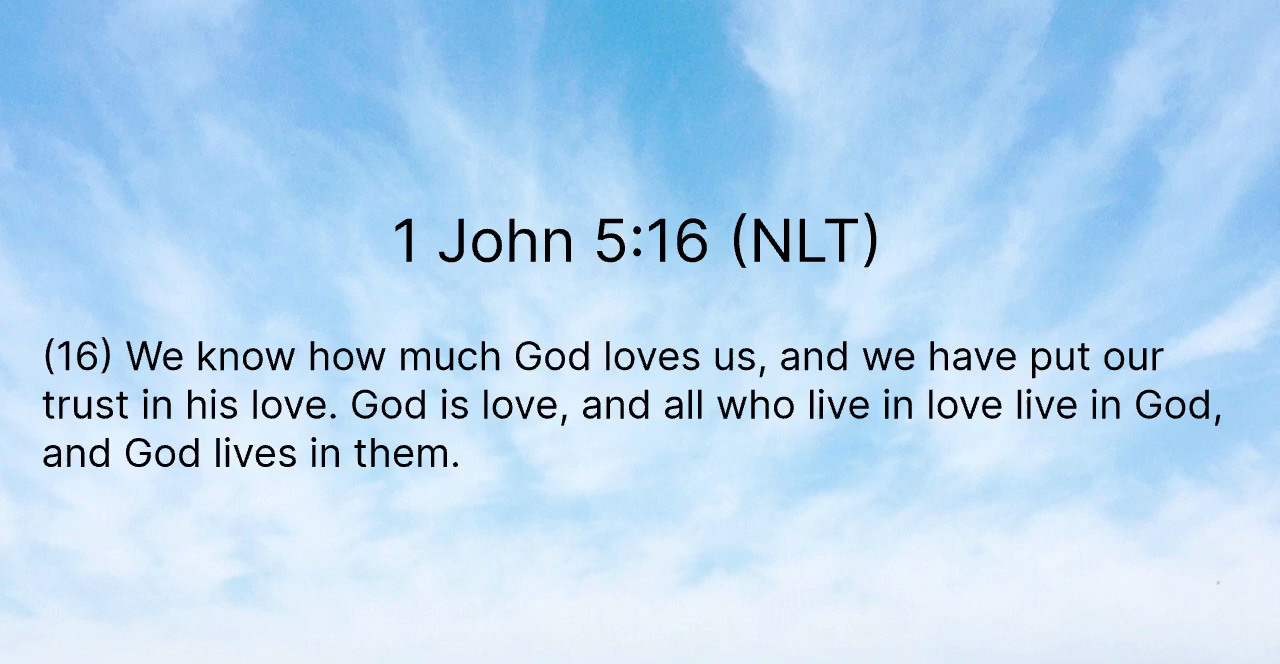 1 John 5:16 (NLT)
(16) We know how much God loves us, and we have put our
trust in his love. God is love, and all who live in love live in God,
and God lives in them.